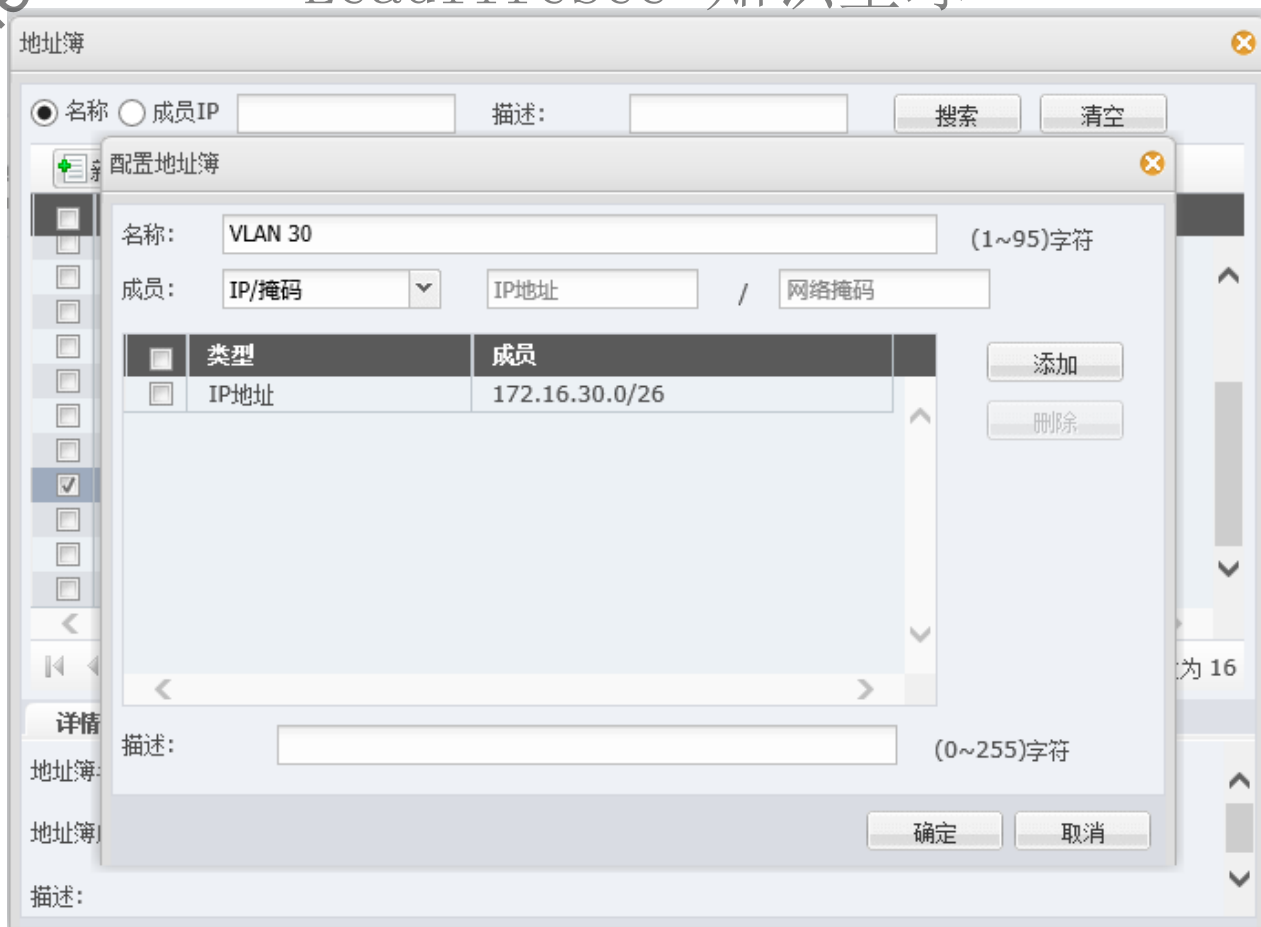 地址簿
名称 成员IP 描述: 搜索 清空
配置地址簿
名称: VLAN 30 (1~95)字符
成员: IP/掩码 IP地址 / 网络掩码
类型 成员 添加
IP地址 172.16.30.0/26
删除
为 16
详情
描述: (0~255)字符
地址簿
地址簿
确定 取消
描述: